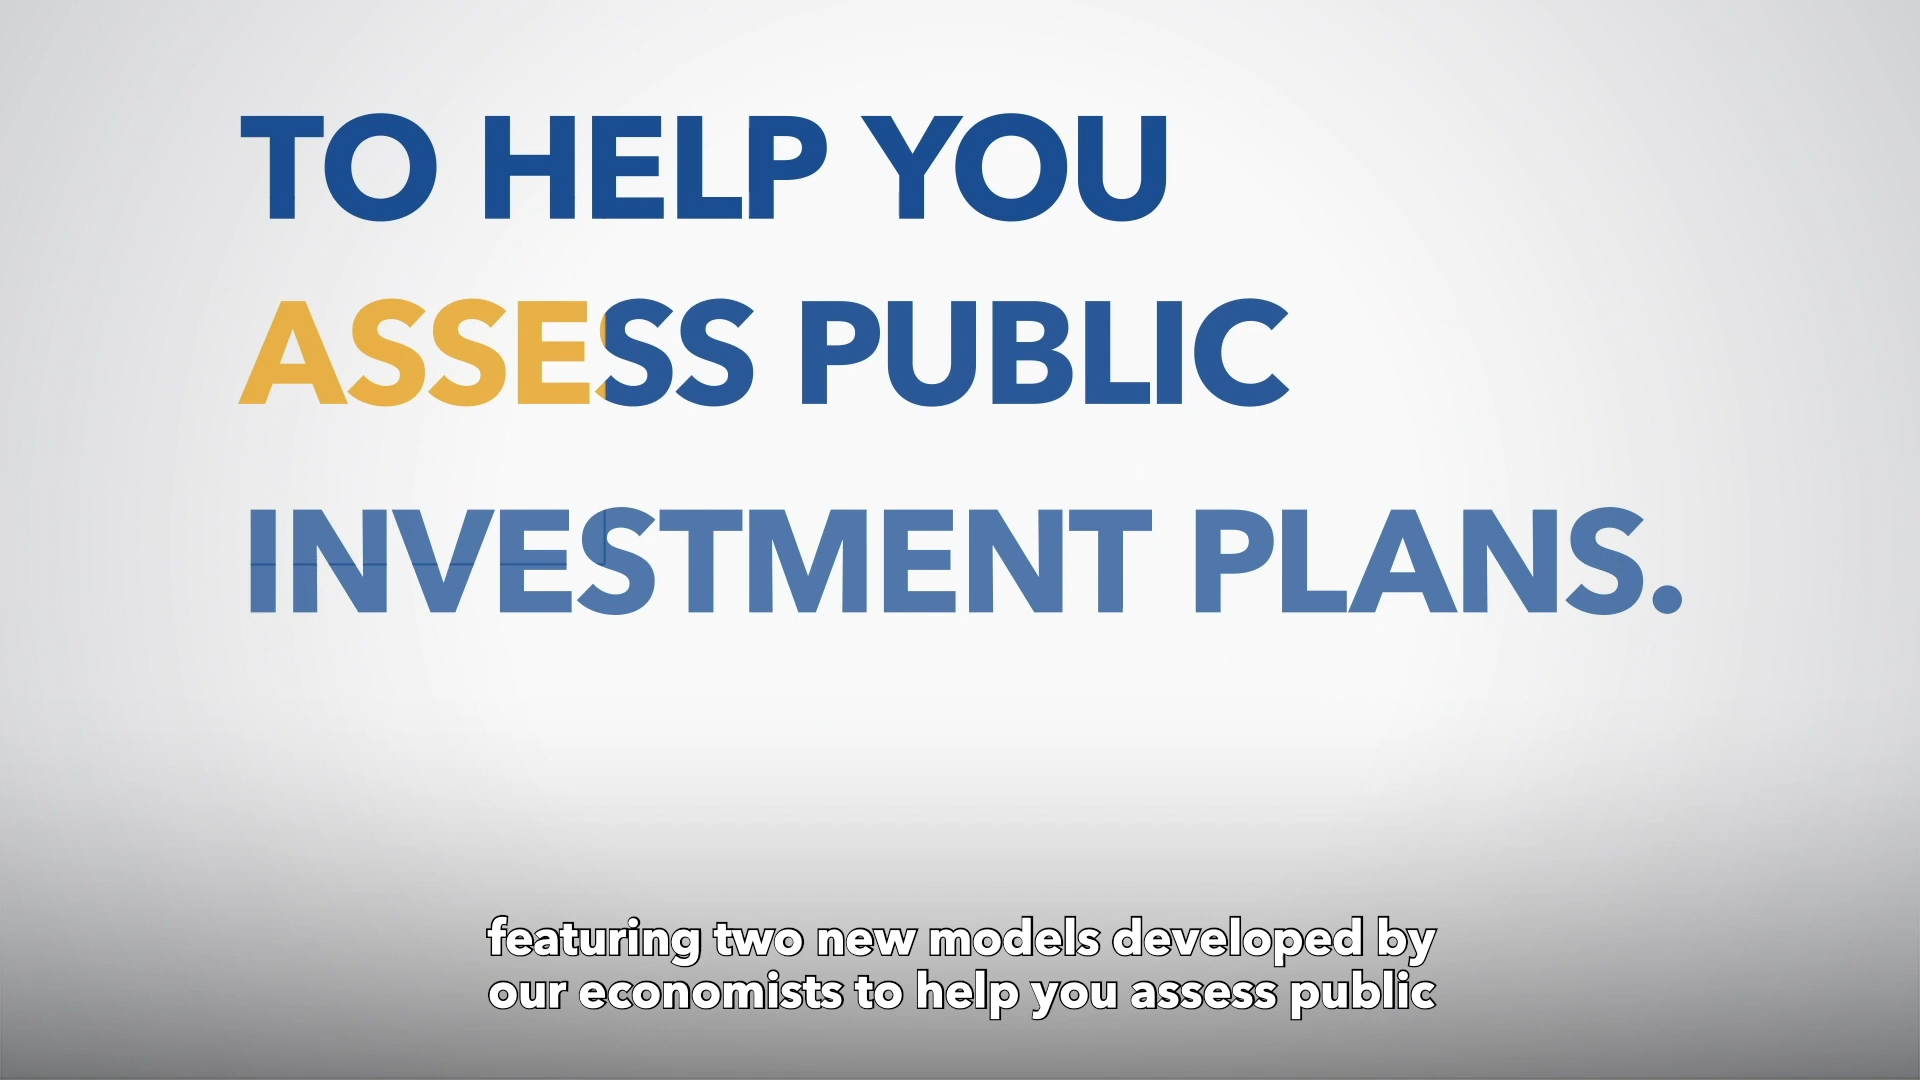 TO HELP YOU
ASSESS PUBLIC
INVESTMENT PLANS.
featuring two new models developed by
our economists to help you assess public